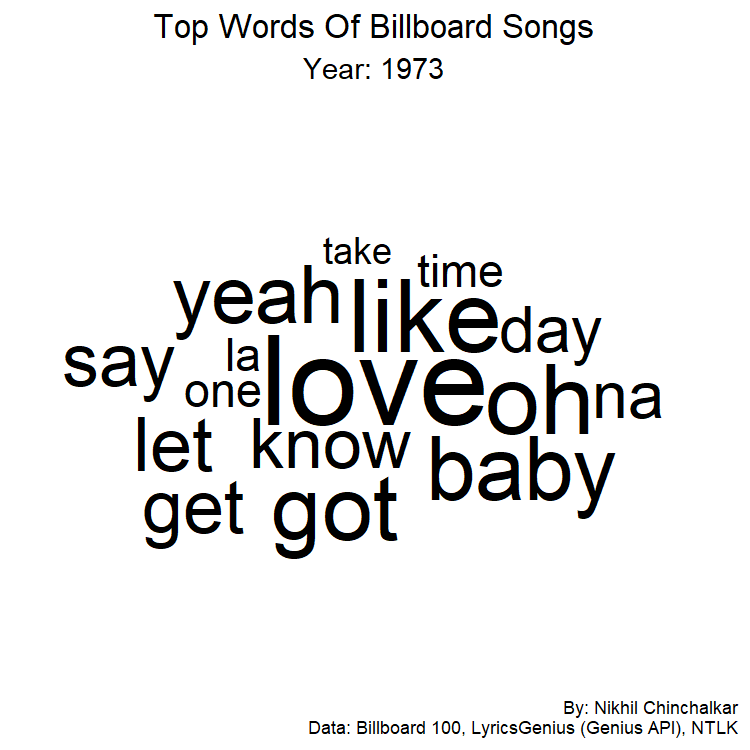 Top Words Of Billboard Songs
Year: 1973
take
time
yeah
like
day
say
la
love
one
oh
na
let
know
baby
get
got
By: Nikhil Chinchalkar
Data: Billboard 100, LyricsGenius (Genius API), NTLK